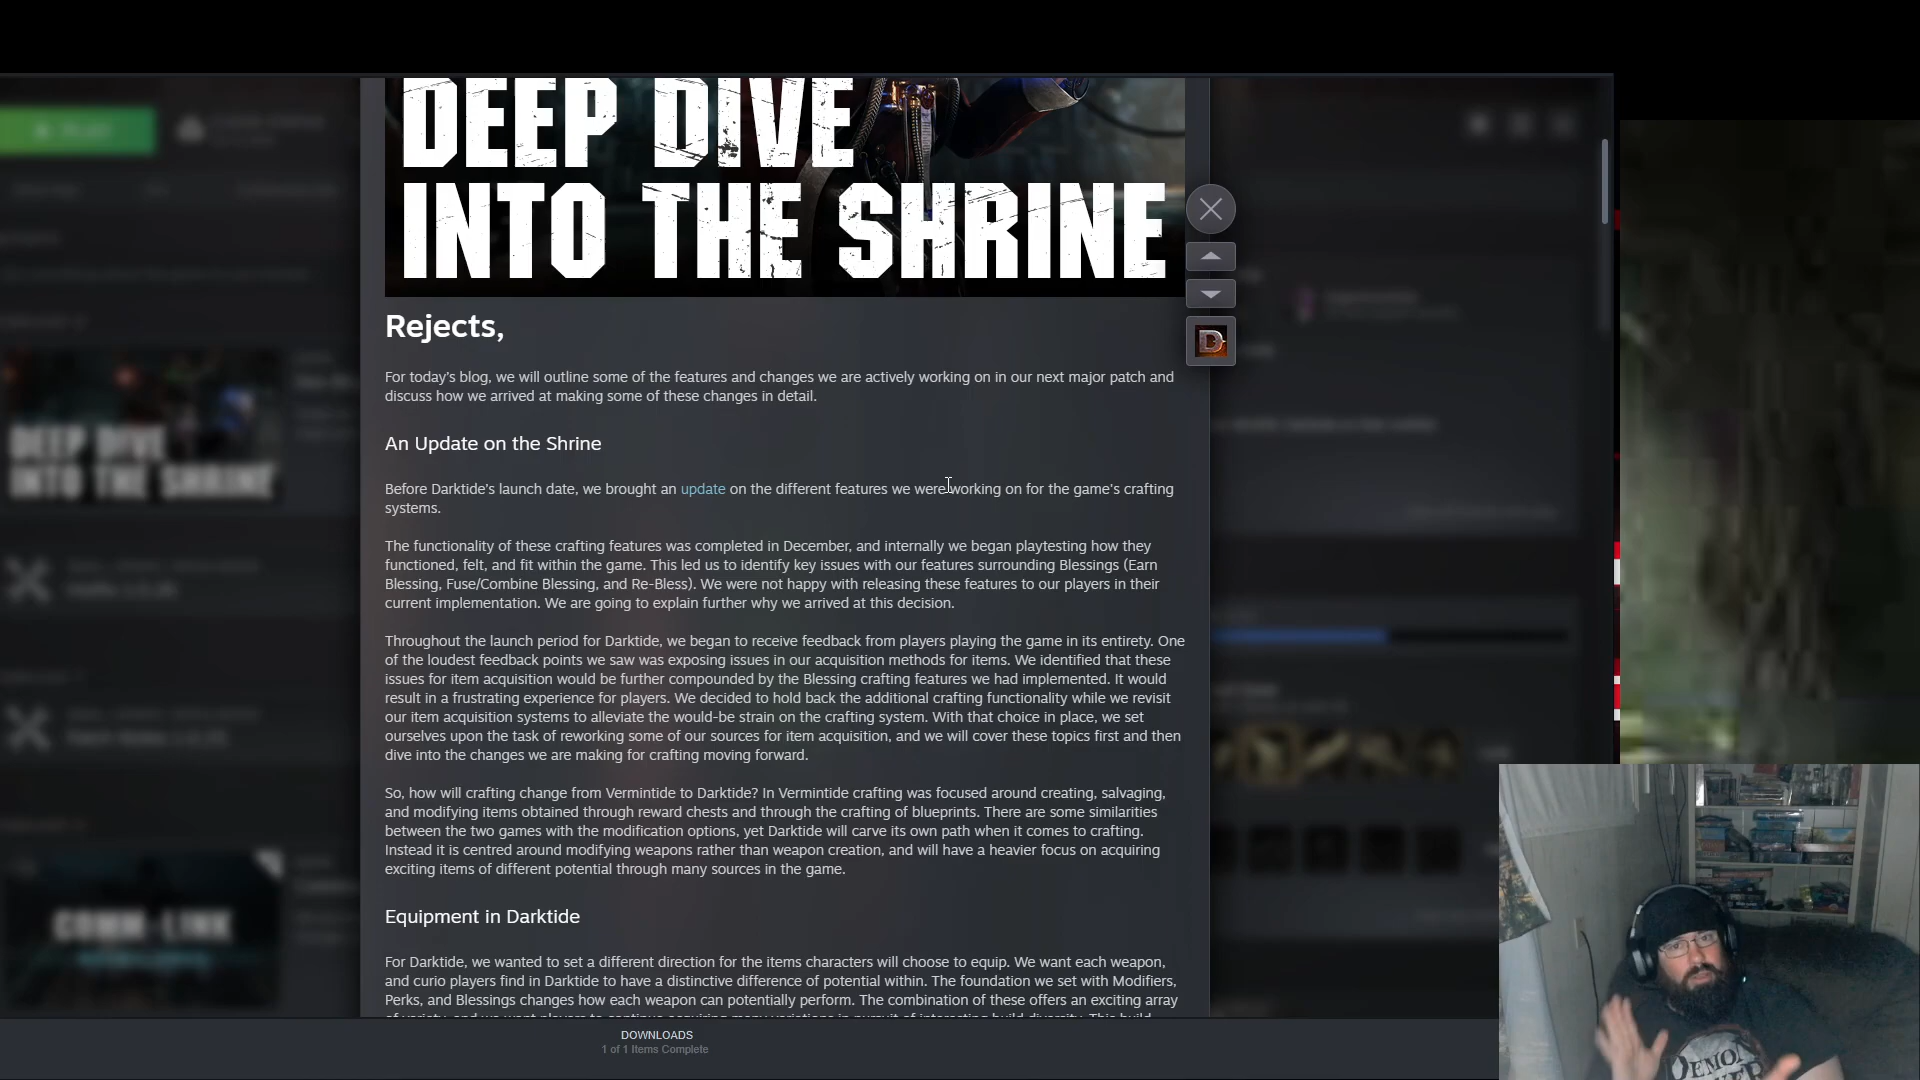 DEEP DIVE
INTO THE SHRINE
Rejects,
For today's blog, we will outline some of the features and changes we are actively working on in our next major patch and
discuss how we arrived at making some of these changes in detail.
An Update on the Shrine
Before Darktide's launch date, we brought an update on the different features we were working on for the game's crafting
systems.
The functionality of these crafting features was completed in December, and internally we began playtesting how they
functioned, felt, and fit within the game. This led us to identify key issues with our features surrounding Blessings (Earn
Blessing, Fuse/Combine Blessing, and Re-Bless). We were not happy with releasing these features to our players in their
current implementation. We are going to explain further why we arrived at this decision.
Throughout the launch period for Darktide, we began to receive feedback from players playing the game in its entirety. One
of the loudest feedback points we saw was exposing issues in our acquisition methods for items. We identified that these
issues for item acquisition would be further compounded by the Blessing crafting features we had implemented. It would
result in a frustrating experience for players. We decided to hold back the additional crafting functionality while we revisit
our item acquisition systems to alleviate the would-be strain on the crafting system. With that choice in place, we set
ourselves upon the task of reworking some of our sources for item acquisition, and we will cover these topics first and then
dive into the changes we are making for crafting moving forward.
So, how will crafting change from Vermintide to Darktide? In Vermintide crafting was focused around creating, salvaging,
and modifying items obtained through reward chests and through the crafting of blueprints. There are some similarities
between the two games with the modification options, yet Darktide will carve its own path when it comes to crafting.
Instead it is centred around modifying weapons rather than weapon creation, and will have a heavier focus on acquiring
exciting items of different potential through many sources in the game.
Equipment in Darktide
For Darktide, we wanted to set a different direction for the items characters will choose to equip. We want each weapon,
and curio players find in Darktide to have a distinctive difference of potential within. The foundation we set with Modifiers,
Perks, and Blessings changes how each weapon can potentially perform. The combination of these offers an exciting array
DOWNLOADS
1 of 1 Items Complete
PLAY
DEEP DIVE
INTO THE SHRINE
COMM-LINK
D
DEMON